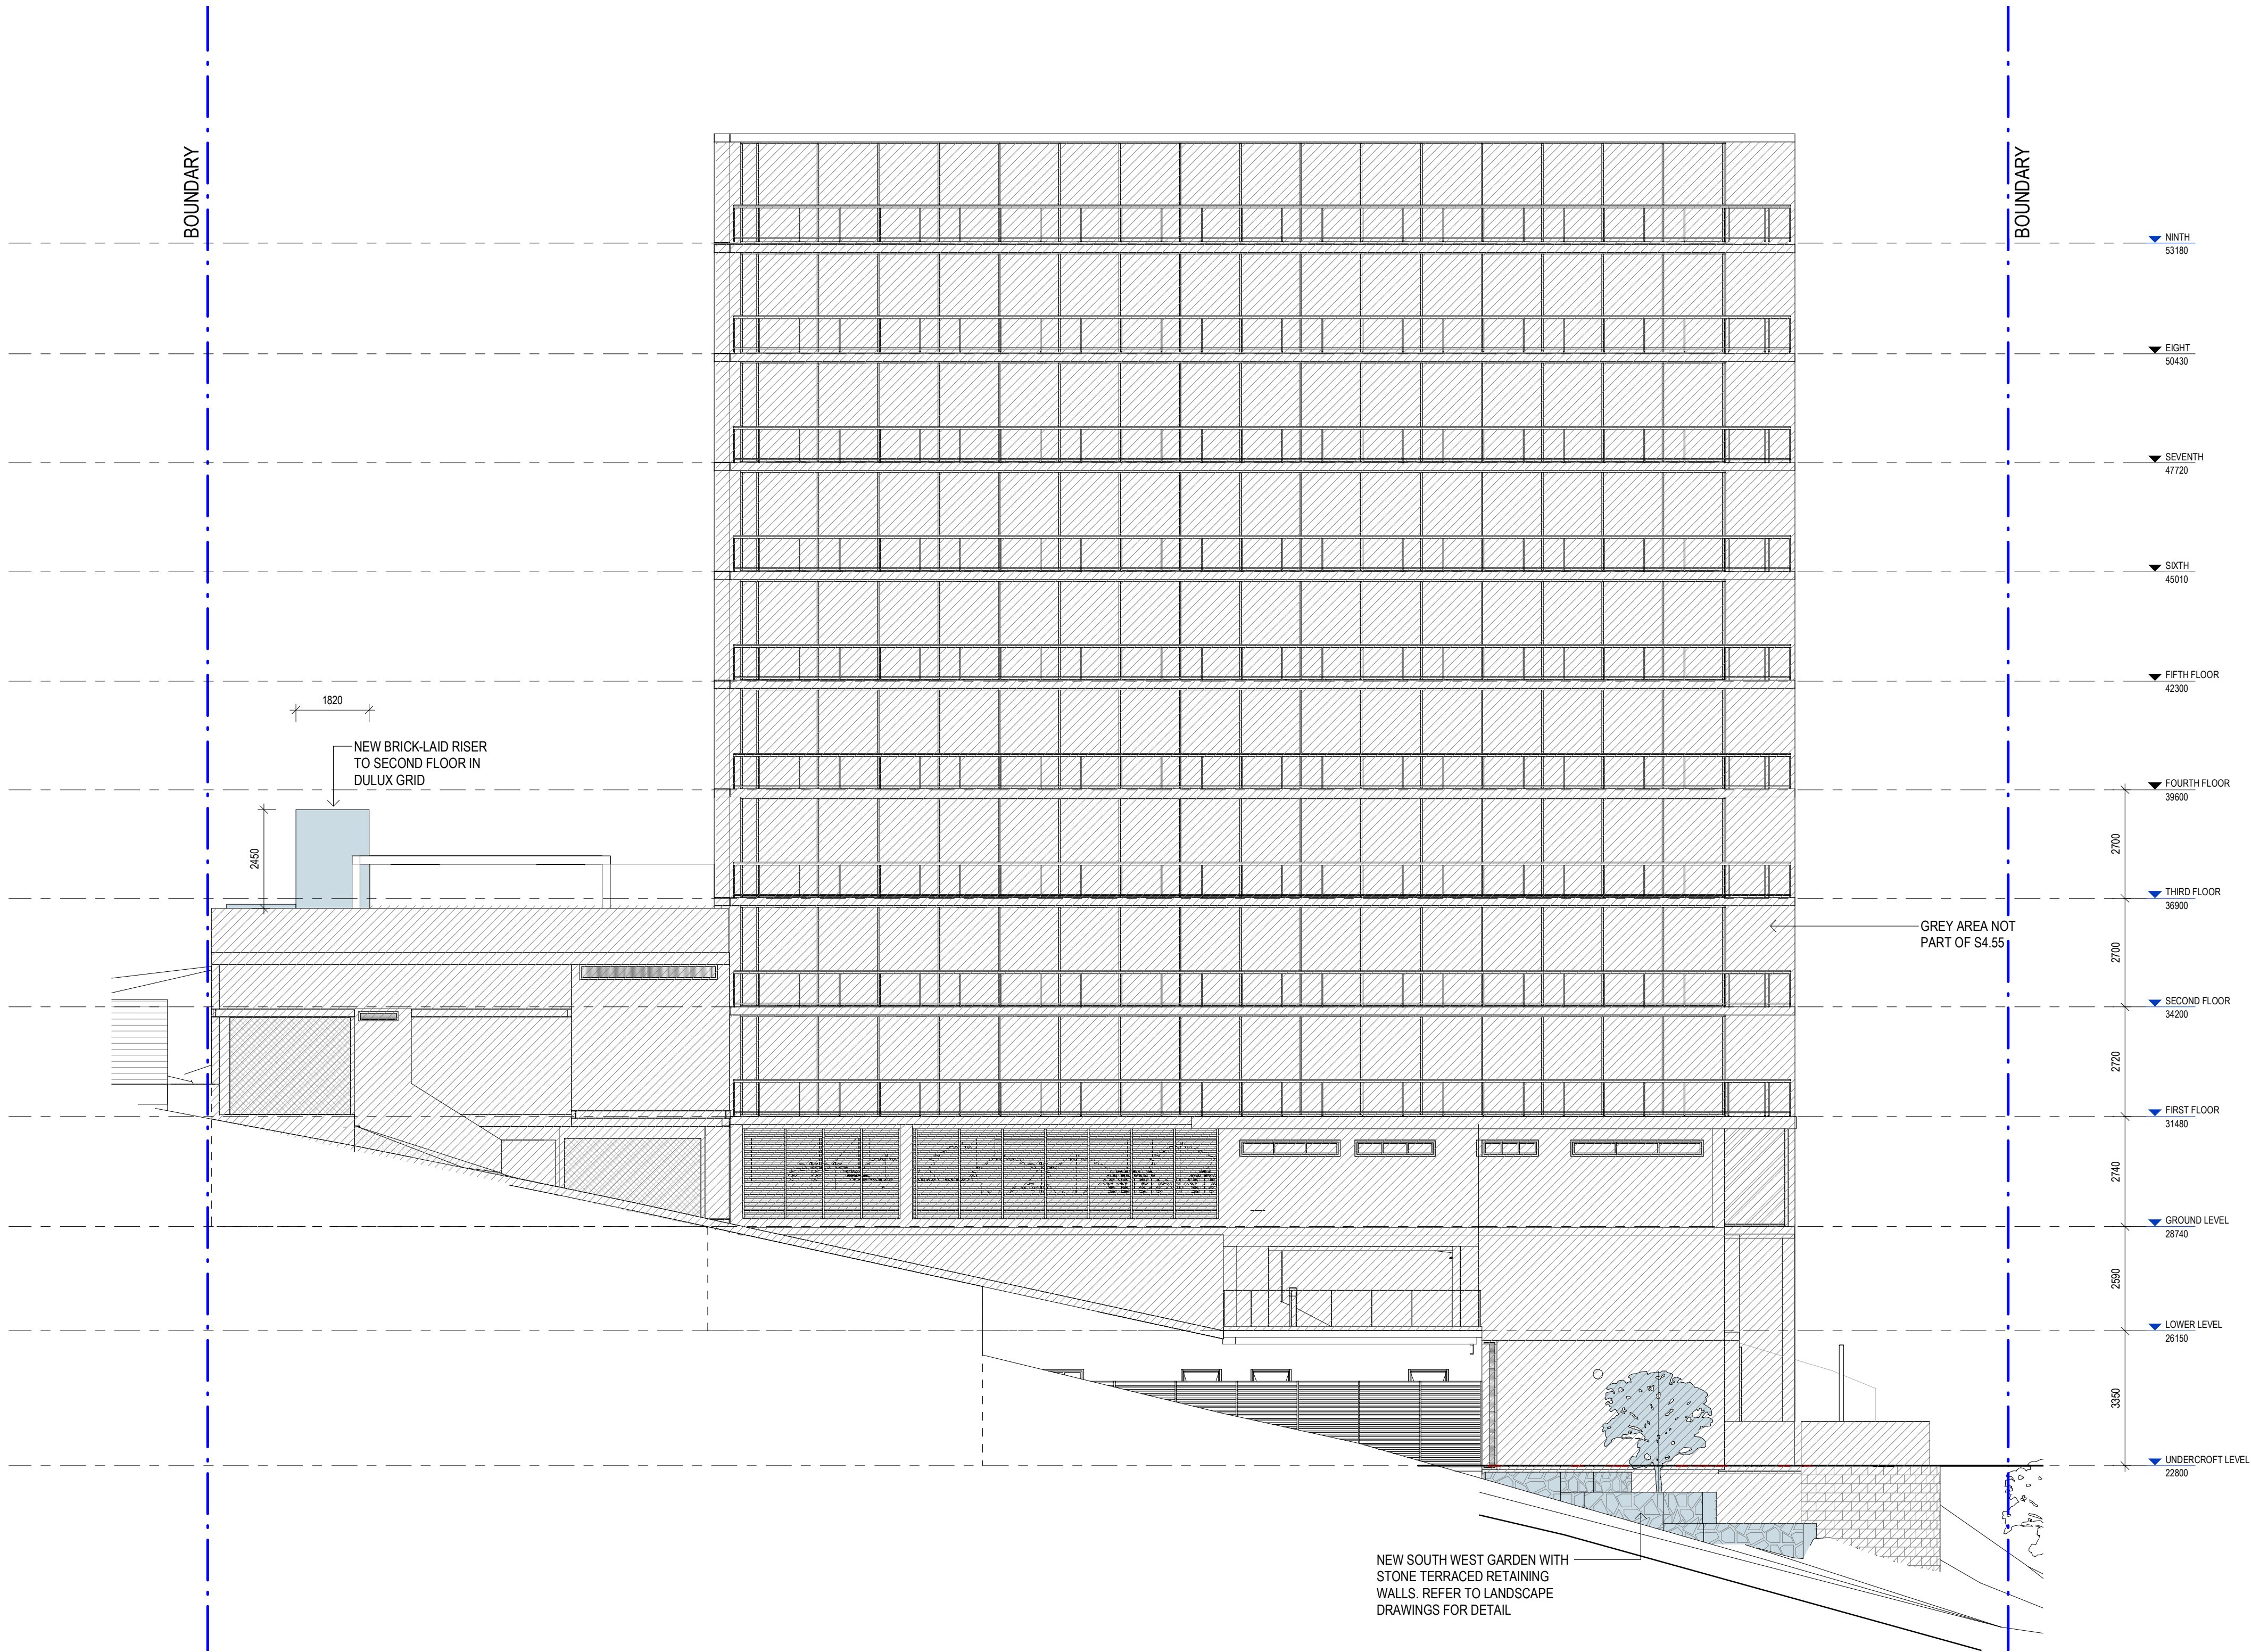 BOUNDARY
BOUNDARY
NINTH
53180
EIGHT
50430
SEVENTH
47720
SIXTH
45010
FIFTH FLOOR
42300
1820
NEW BRICK-LAID RISER
TO SECOND FLOOR IN
DULUX GRID
FOURTH FLOOR
39600
2450
2700
THIRD FLOOR
36900
GREY AREA NOT
PART OF S4.55
2700
SECOND FLOOR
34200
2720
FIRST FLOOR
31480
2740
GROUND LEVEL
28740
2590
LOWER LEVEL
26150
3350
UNDERCROFT LEVEL
22800
NEW SOUTH WEST GARDEN WITH
STONE TERRACED RETAINING
WALLS. REFER TO LANDSCAPE
DRAWINGS FOR DETAIL